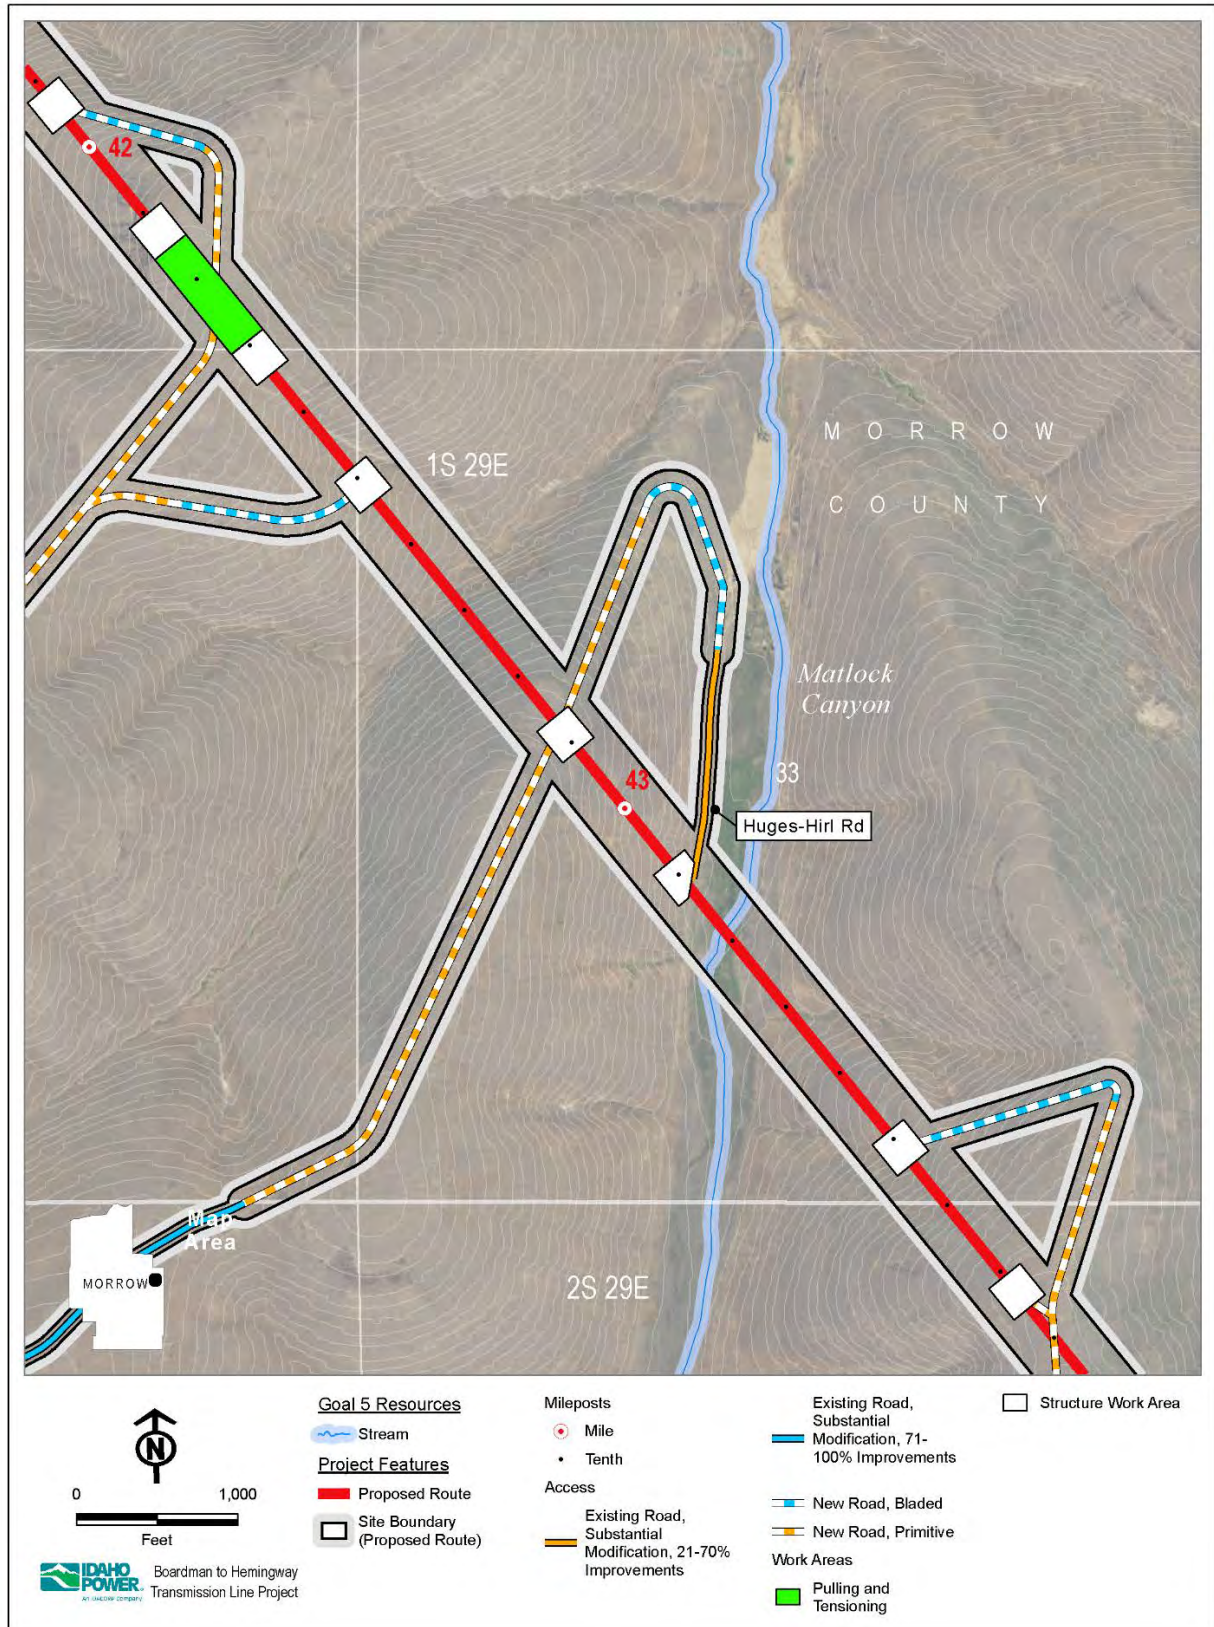 42
1S 29E
M O R R O W
C O U N T Y
Matlock
Canyon
33
43
Huges-Hirl Rd
Map
Area
MORROW
2S 29E
N
0 1,000
Feet
IDAHO
POWER
An IDACORP Company
Boardman to Hemingway
Transmission Line Project
Goal 5 Resources
Stream
Project Features
Proposed Route
Site Boundary
(Proposed Route)
Mileposts
Mile
Tenth
Access
Existing Road,
Substantial
Modification, 21-70%
Improvements
Existing Road,
Substantial
Modification, 71-
100% Improvements
New Road, Bladed
New Road, Primitive
Work Areas
Pulling and
Tensioning
Structure Work Area